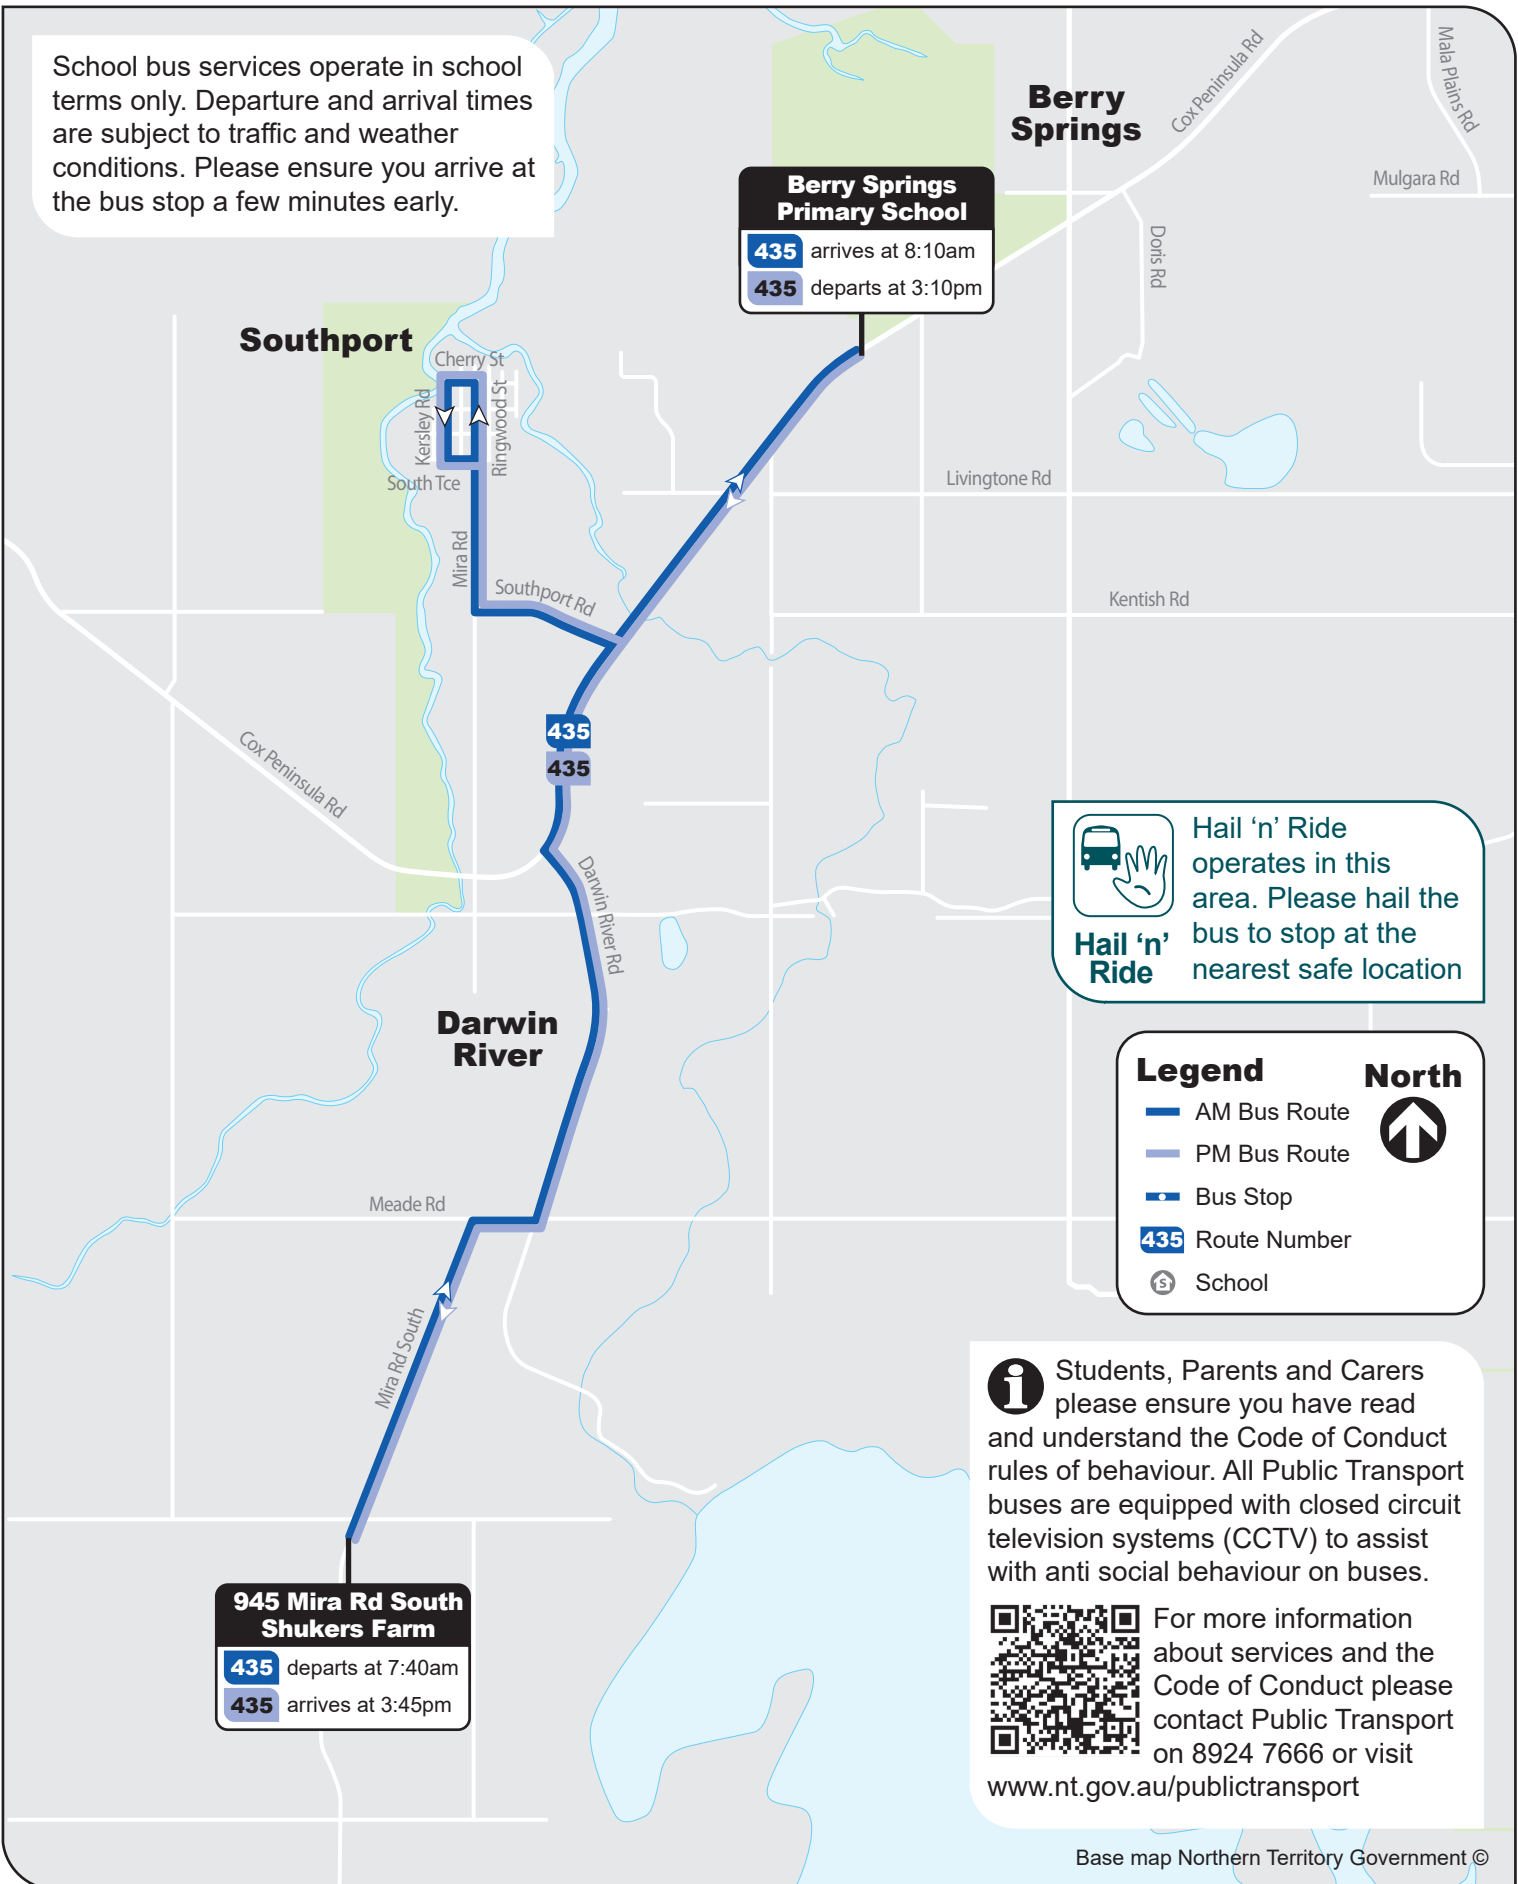 School bus services operate in school
terms only. Departure and arrival times
are subject to traffic and weather
conditions. Please ensure you arrive at
the bus stop a few minutes early.
Berry
Springs
Cox Peninsula Rd
Mala Plains Rd
Mulgara Rd
Doris Rd
Berry Springs
Primary School
435 arrives at 8:10am
435 departs at 3:10pm
Southport
Cherry St
Kersley Rd
Ringwood St
South Tce
Mira Rd
Southport Rd
Livingtone Rd
Kentish Rd
435
435
Cox Peninsula Rd
Darwin River Rd
Hail ‘n’
Ride
Hail ‘n’ Ride
operates in this
area. Please hail the
bus to stop at the
nearest safe location
Darwin
River
Legend
North
AM Bus Route
PM Bus Route
Bus Stop
435 Route Number
S School
Meade Rd
Mira Rd South
945 Mira Rd South
Shukers Farm
435 departs at 7:40am
435 arrives at 3:45pm
i Students, Parents and Carers
please ensure you have read
and understand the Code of Conduct
rules of behaviour. All Public Transport
buses are equipped with closed circuit
television systems (CCTV) to assist
with anti social behaviour on buses.
For more information
about services and the
Code of Conduct please
contact Public Transport
on 8924 7666 or visit
www.nt.gov.au/publictransport
Base map Northern Territory Government ©